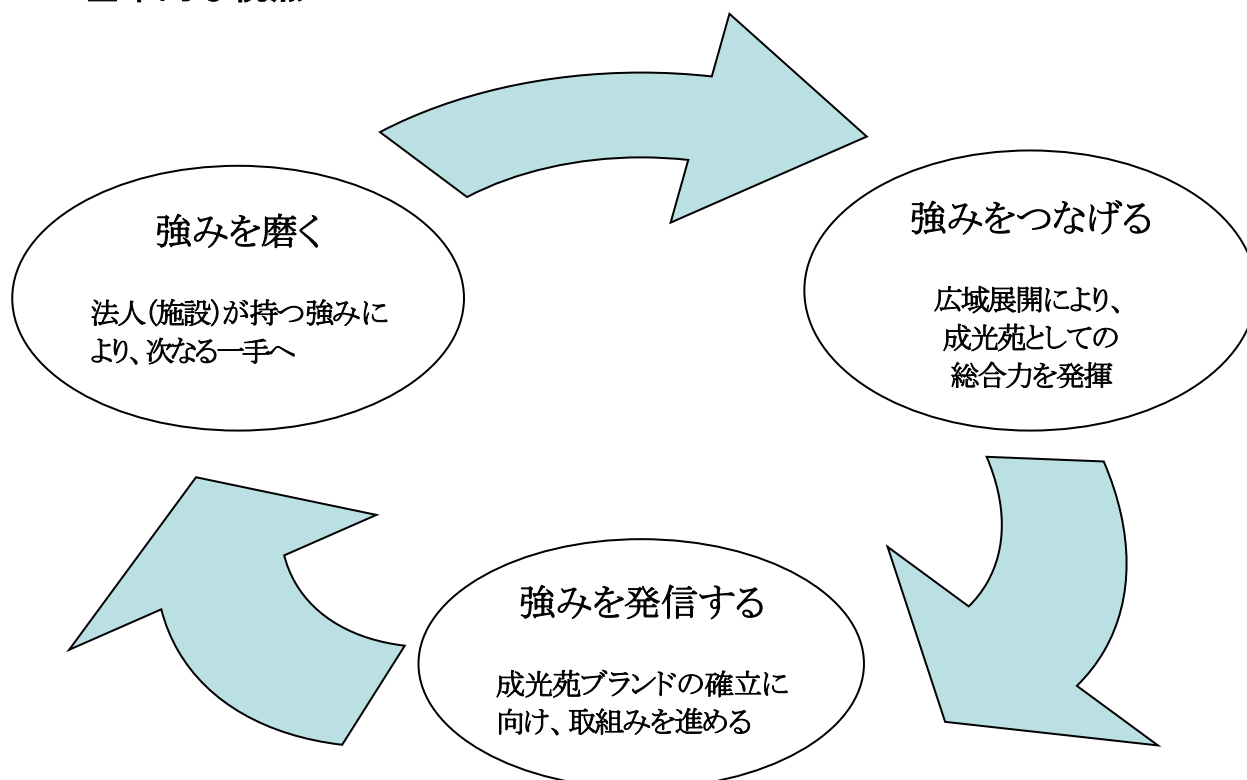 強みを磨く
法人(施設)が持つ強みに
より、次なる一手へ
強みをつなげる
広域展開により、
成光苑としての
総合力を発揮
強みを発信する
成光苑ブランドの確立に
向け、取組みを進める